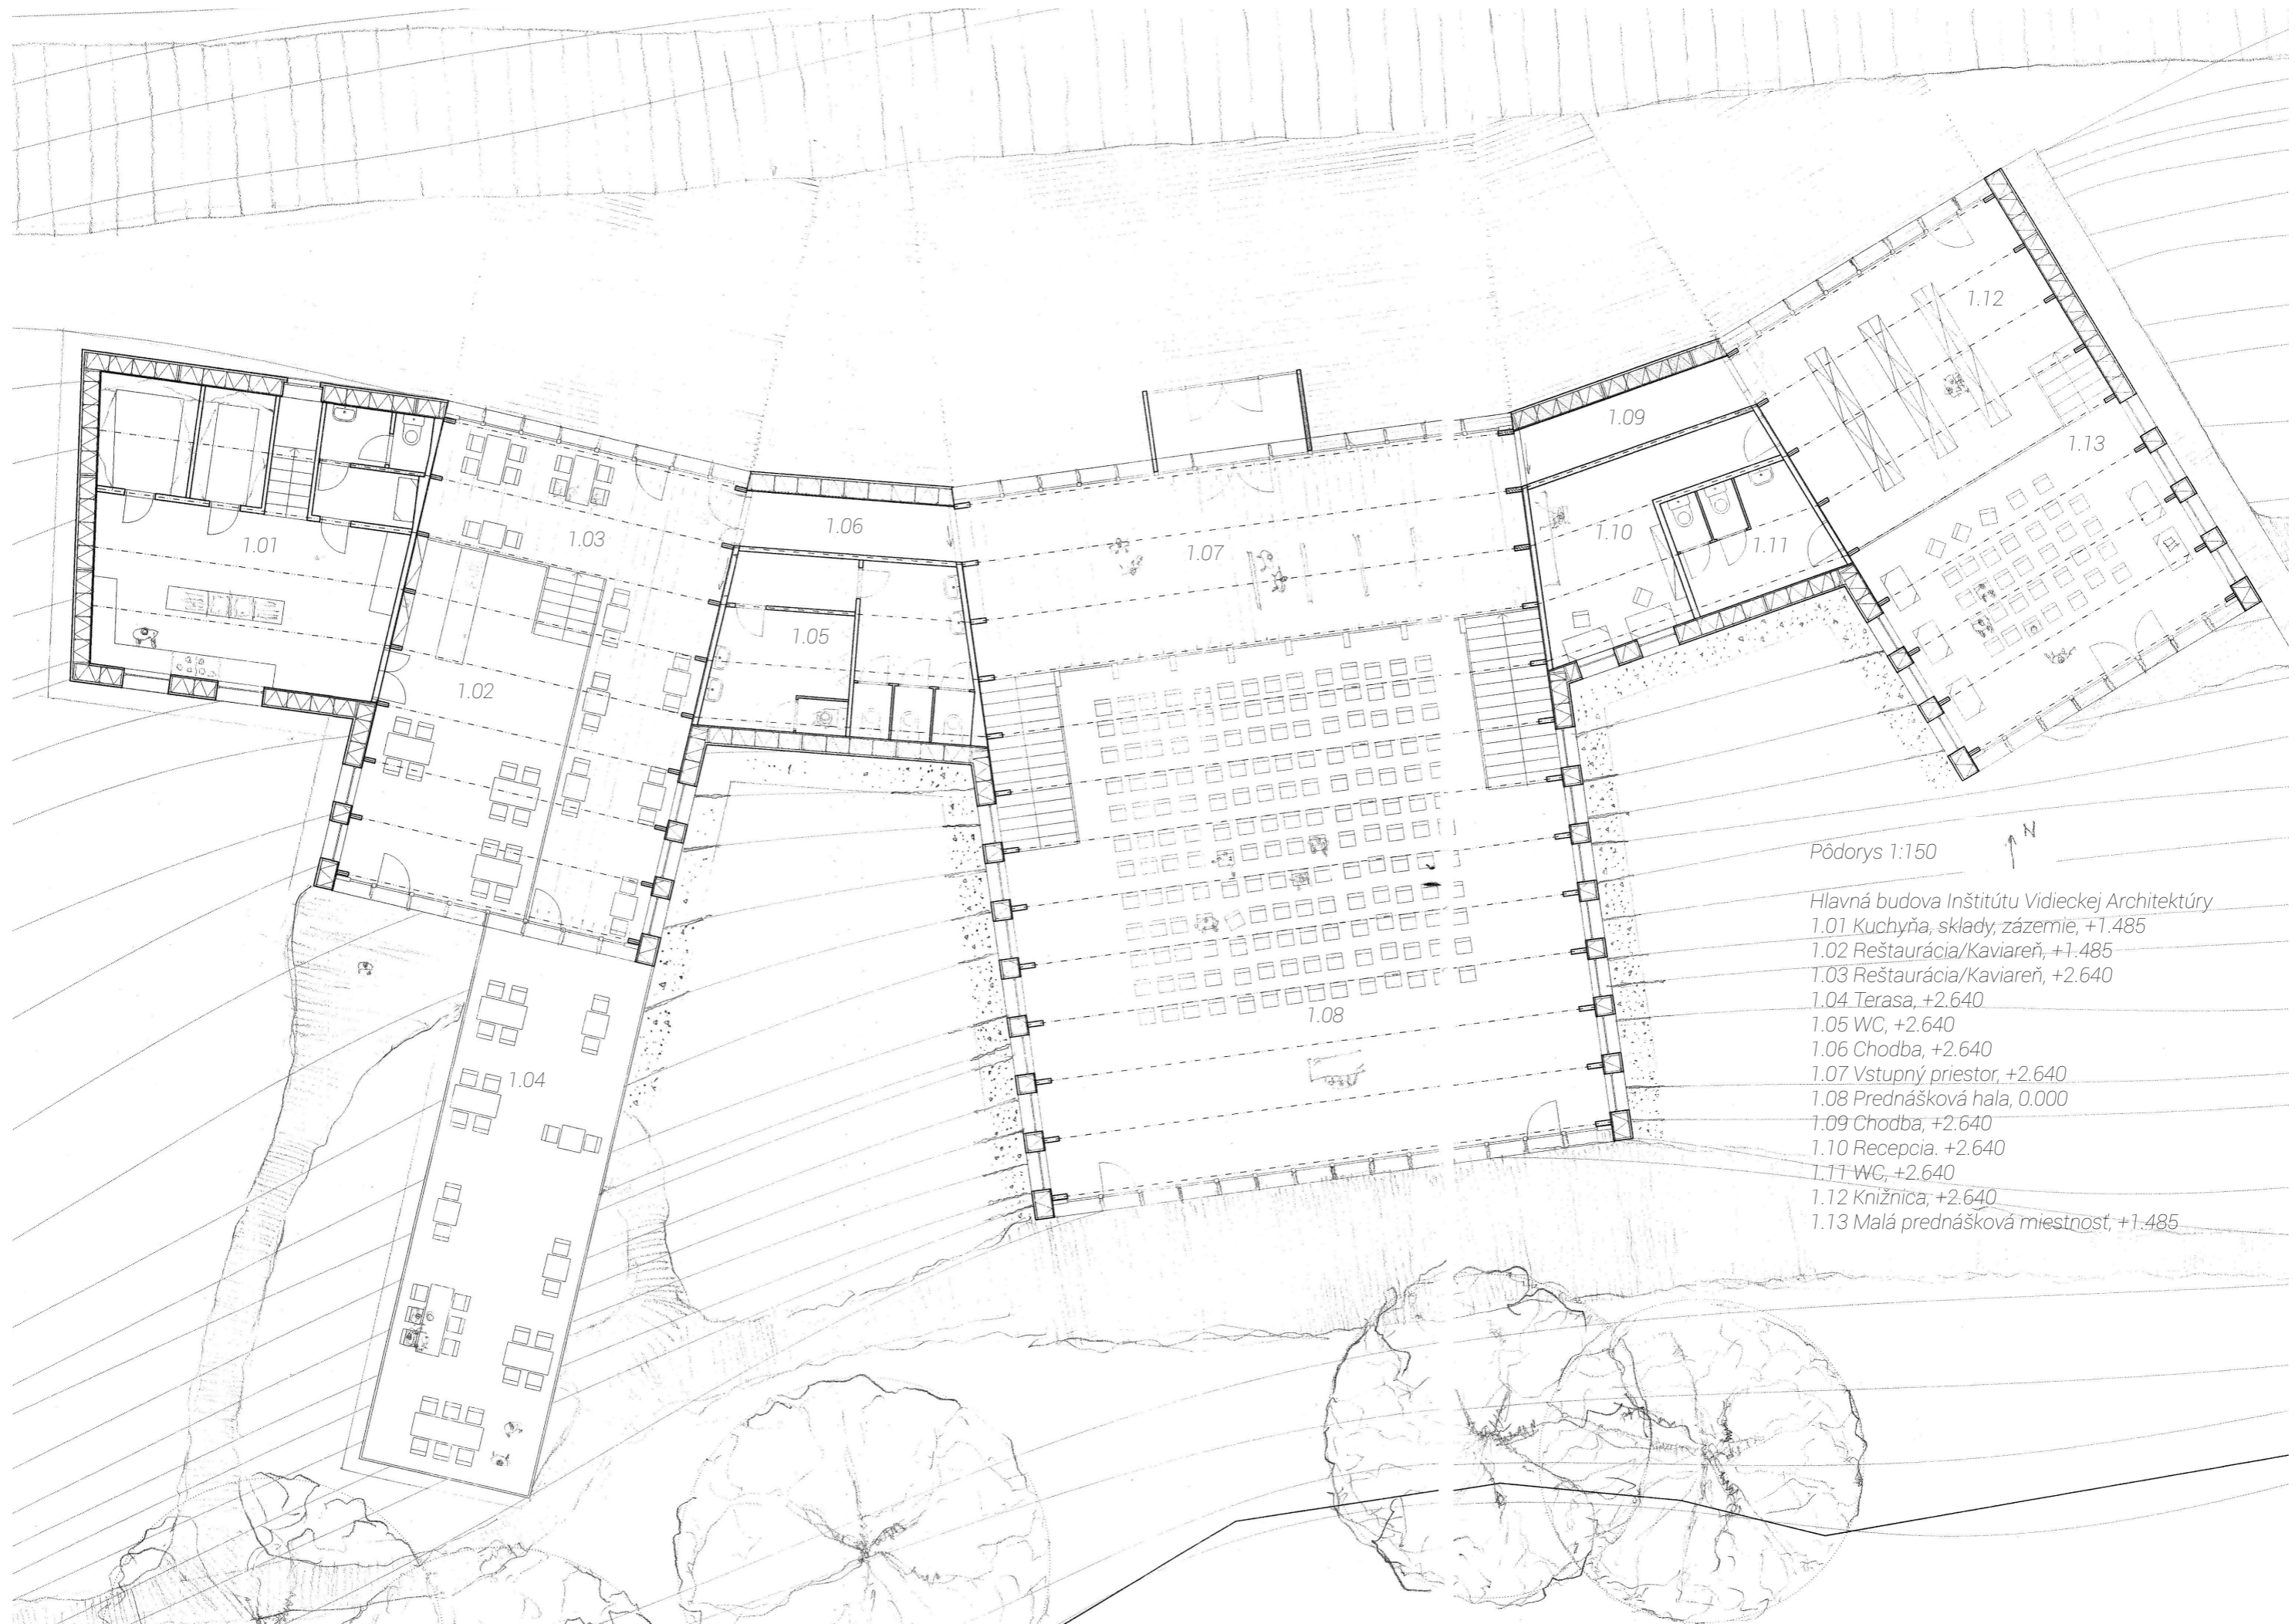 1.12
1.09
1.13
1.06
1.10
1.01
1.03
1.07
1.11
1.05
1.02
1.08
1.04
N
Pôdorys 1:150
Hlavná budova Inštitútu Vidieckej Architektúry
1.01 Kuchyňa, sklady, zázemie, +1.485
1.02 Reštaurácia/Kaviareň, +1.485
1.03 Reštaurácia/Kaviareň, +2.640
1.04 Terasa, +2.640
1.05 WC, +2.640
1.06 Chodba, +2.640
1.07 Vstupný priestor, +2.640
1.08 Prednášková hala, 0.000
1.09 Chodba, +2.640
1.10 Recepcia. +2.640
1.11 WC, +2.640
1.12 Knižnica, +2.640
1.13 Malá prednášková miestnosť, +1.485